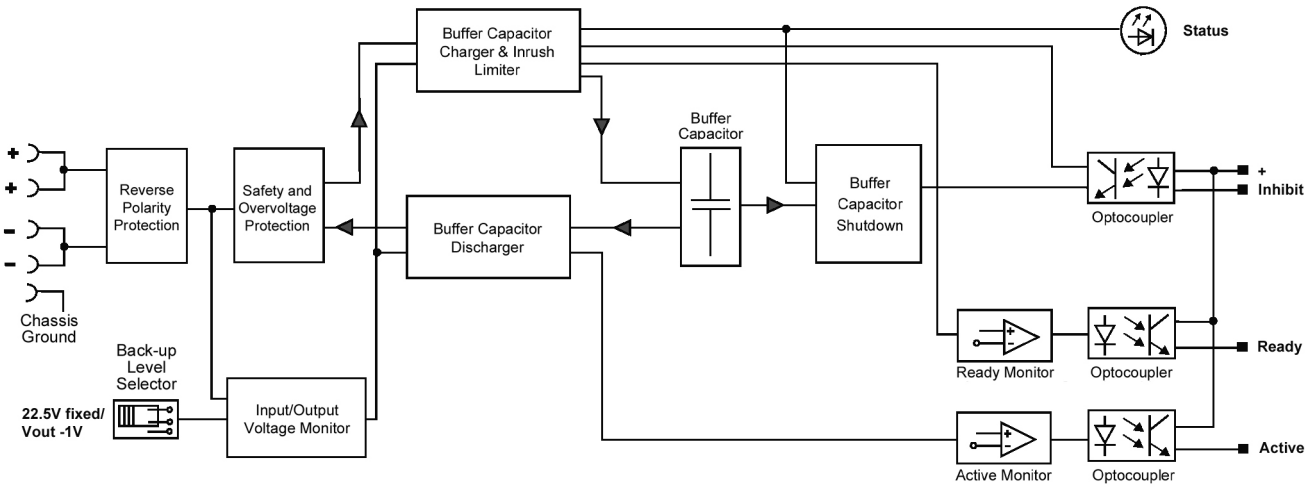 Buffer Capacitor
Charger & Inrush
Limiter
Status
Buffer
Capacitor
+
+
-
-
Chassis
Ground
Reverse
Polarity
Protection
Safety and
Overvoltage
Protection
Buffer Capacitor
Discharger
Buffer
Capacitor
Shutdown
Optocoupler
+
Inhibit
Back-up
Level
Selector
22.5V fixed/
Vout -1V
Input/Output
Voltage Monitor
+
-
Ready Monitor
Optocoupler
Ready
+
-
Active Monitor
Optocoupler
Active